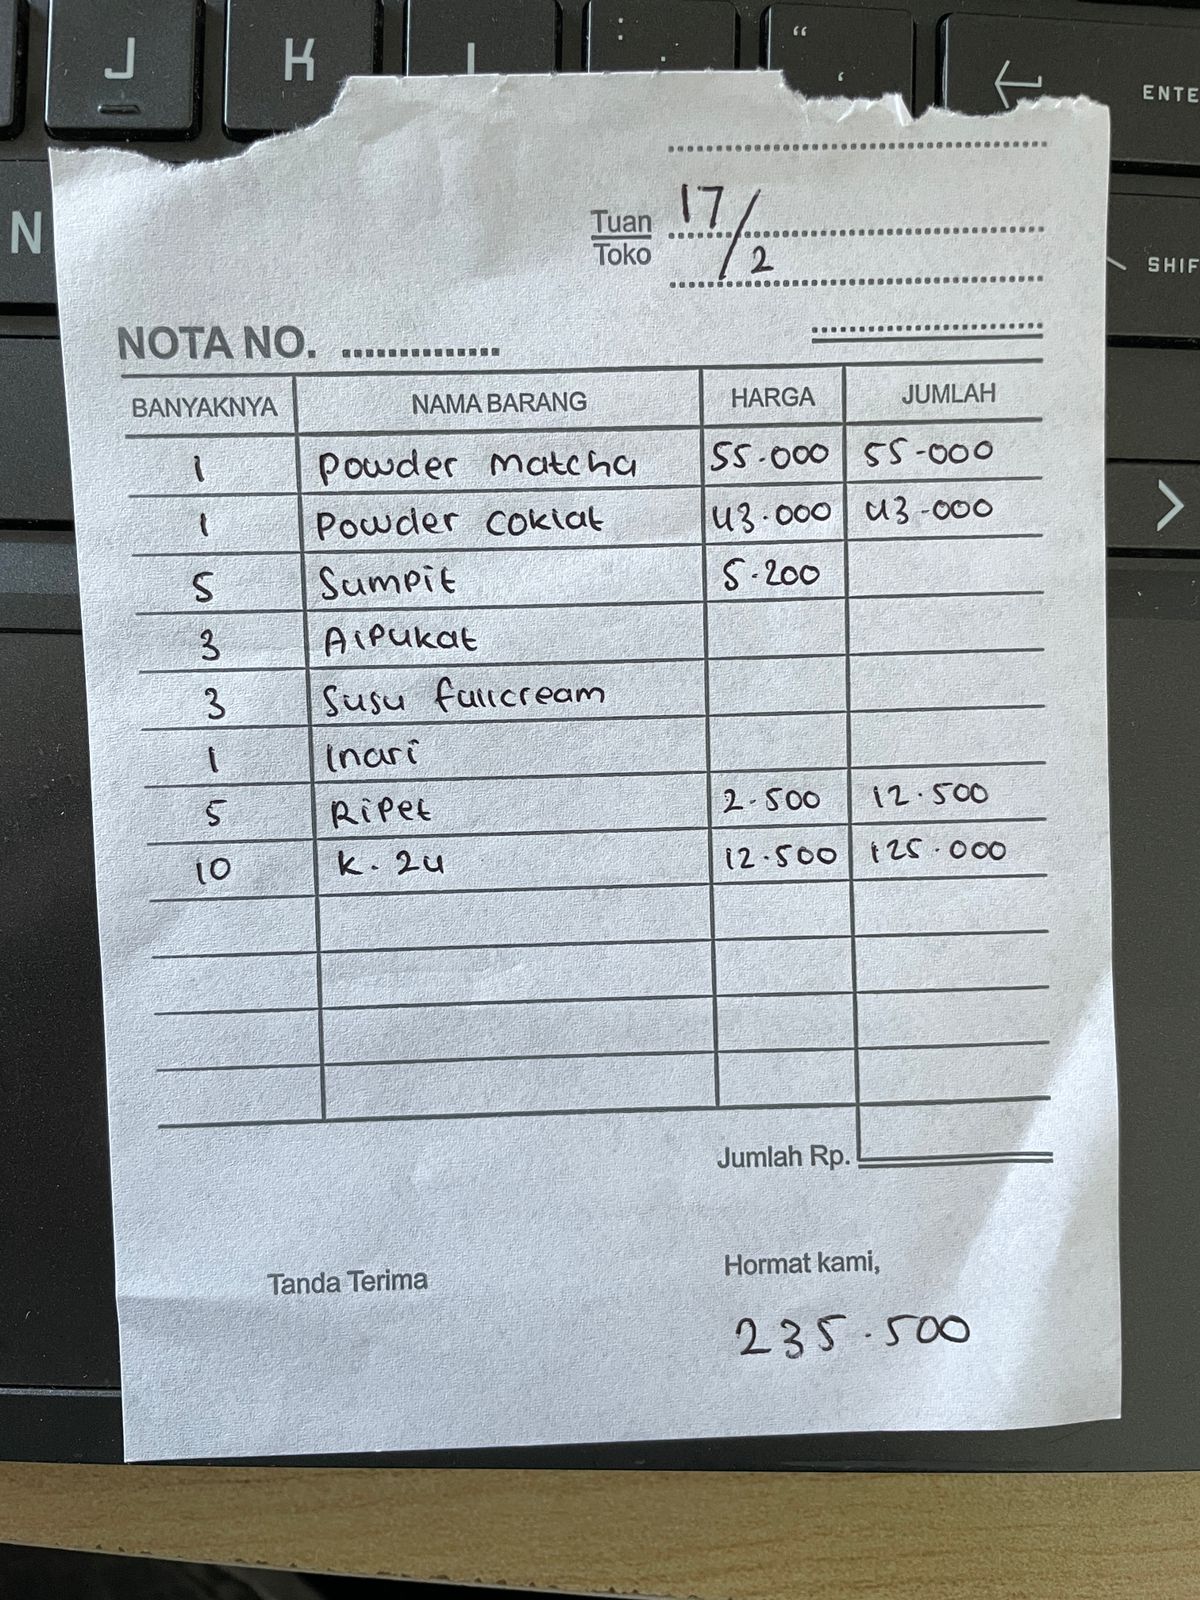 J K L : ; " ‘ ENTE
N SHIF
Tuan
Toko 17/2
NOTA NO.
BANYAKNYA NAMA BARANG HARGA JUMLAH
1 Powder matcha 55.000 55-000
1 Powder coklat 43.000 43-000
5 Sumpit 5.200
3 Alpukat
3 Susu fullcream
1 Inari
5 Ripet 2.500 12.500
10 K. 24 12.500 125.000
Jumlah Rp.
Tanda Terima Hormat kami,
235.500